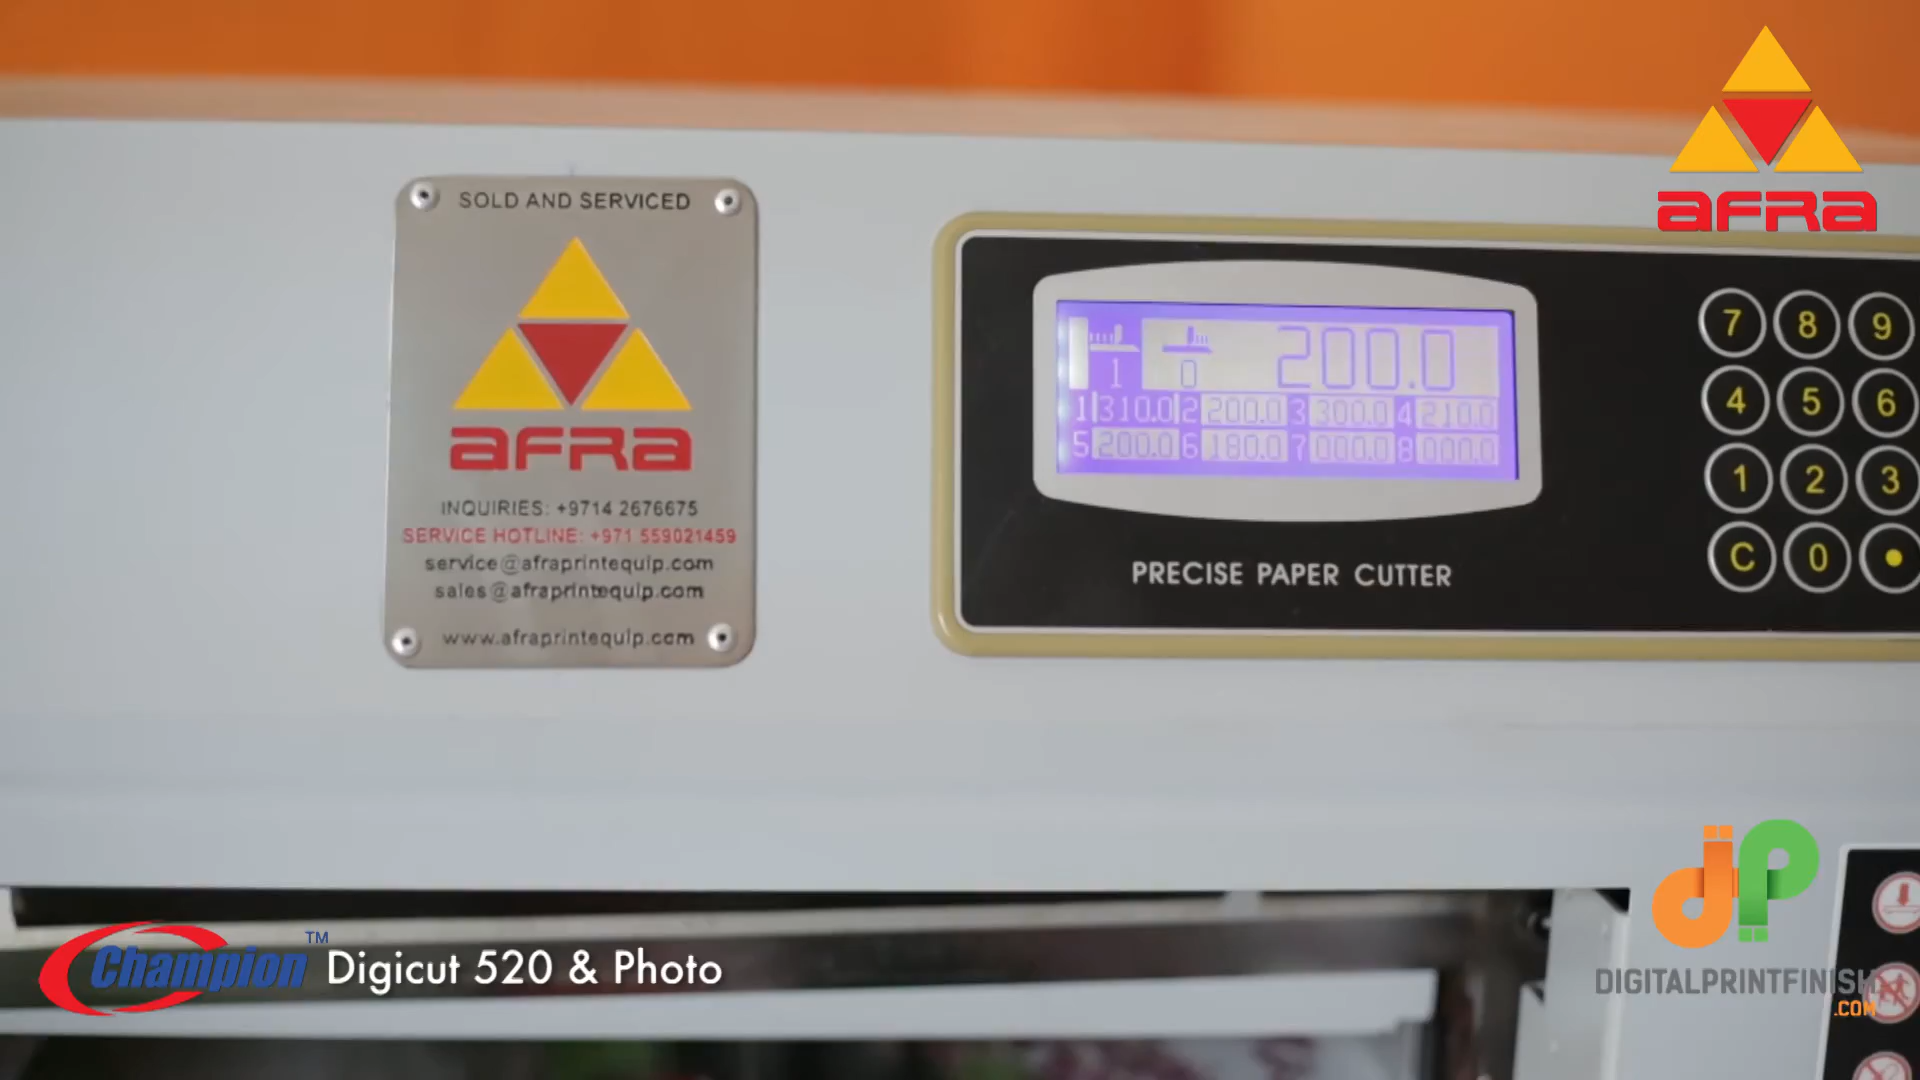 SOLD AND SERVICED
AFRA
INQUIRIES: +9714 2676675
SERVICE HOTLINE: +971 559021459
service@afraprintequip.com
sales@afraprintequip.com
www.afraprintequip.com
1 0 200.0
1 310.0 2 200.0 3 300.0 4 210.0
5 200.0 6 180.0 7 000.0 8 000.0
PRECISE PAPER CUTTER
7 8 9
4 5 6
1 2 3
C 0 •
AFRA
Champion™ Digicut 520 & Photo
dp
DIGITALPRINTFINISH
.COM